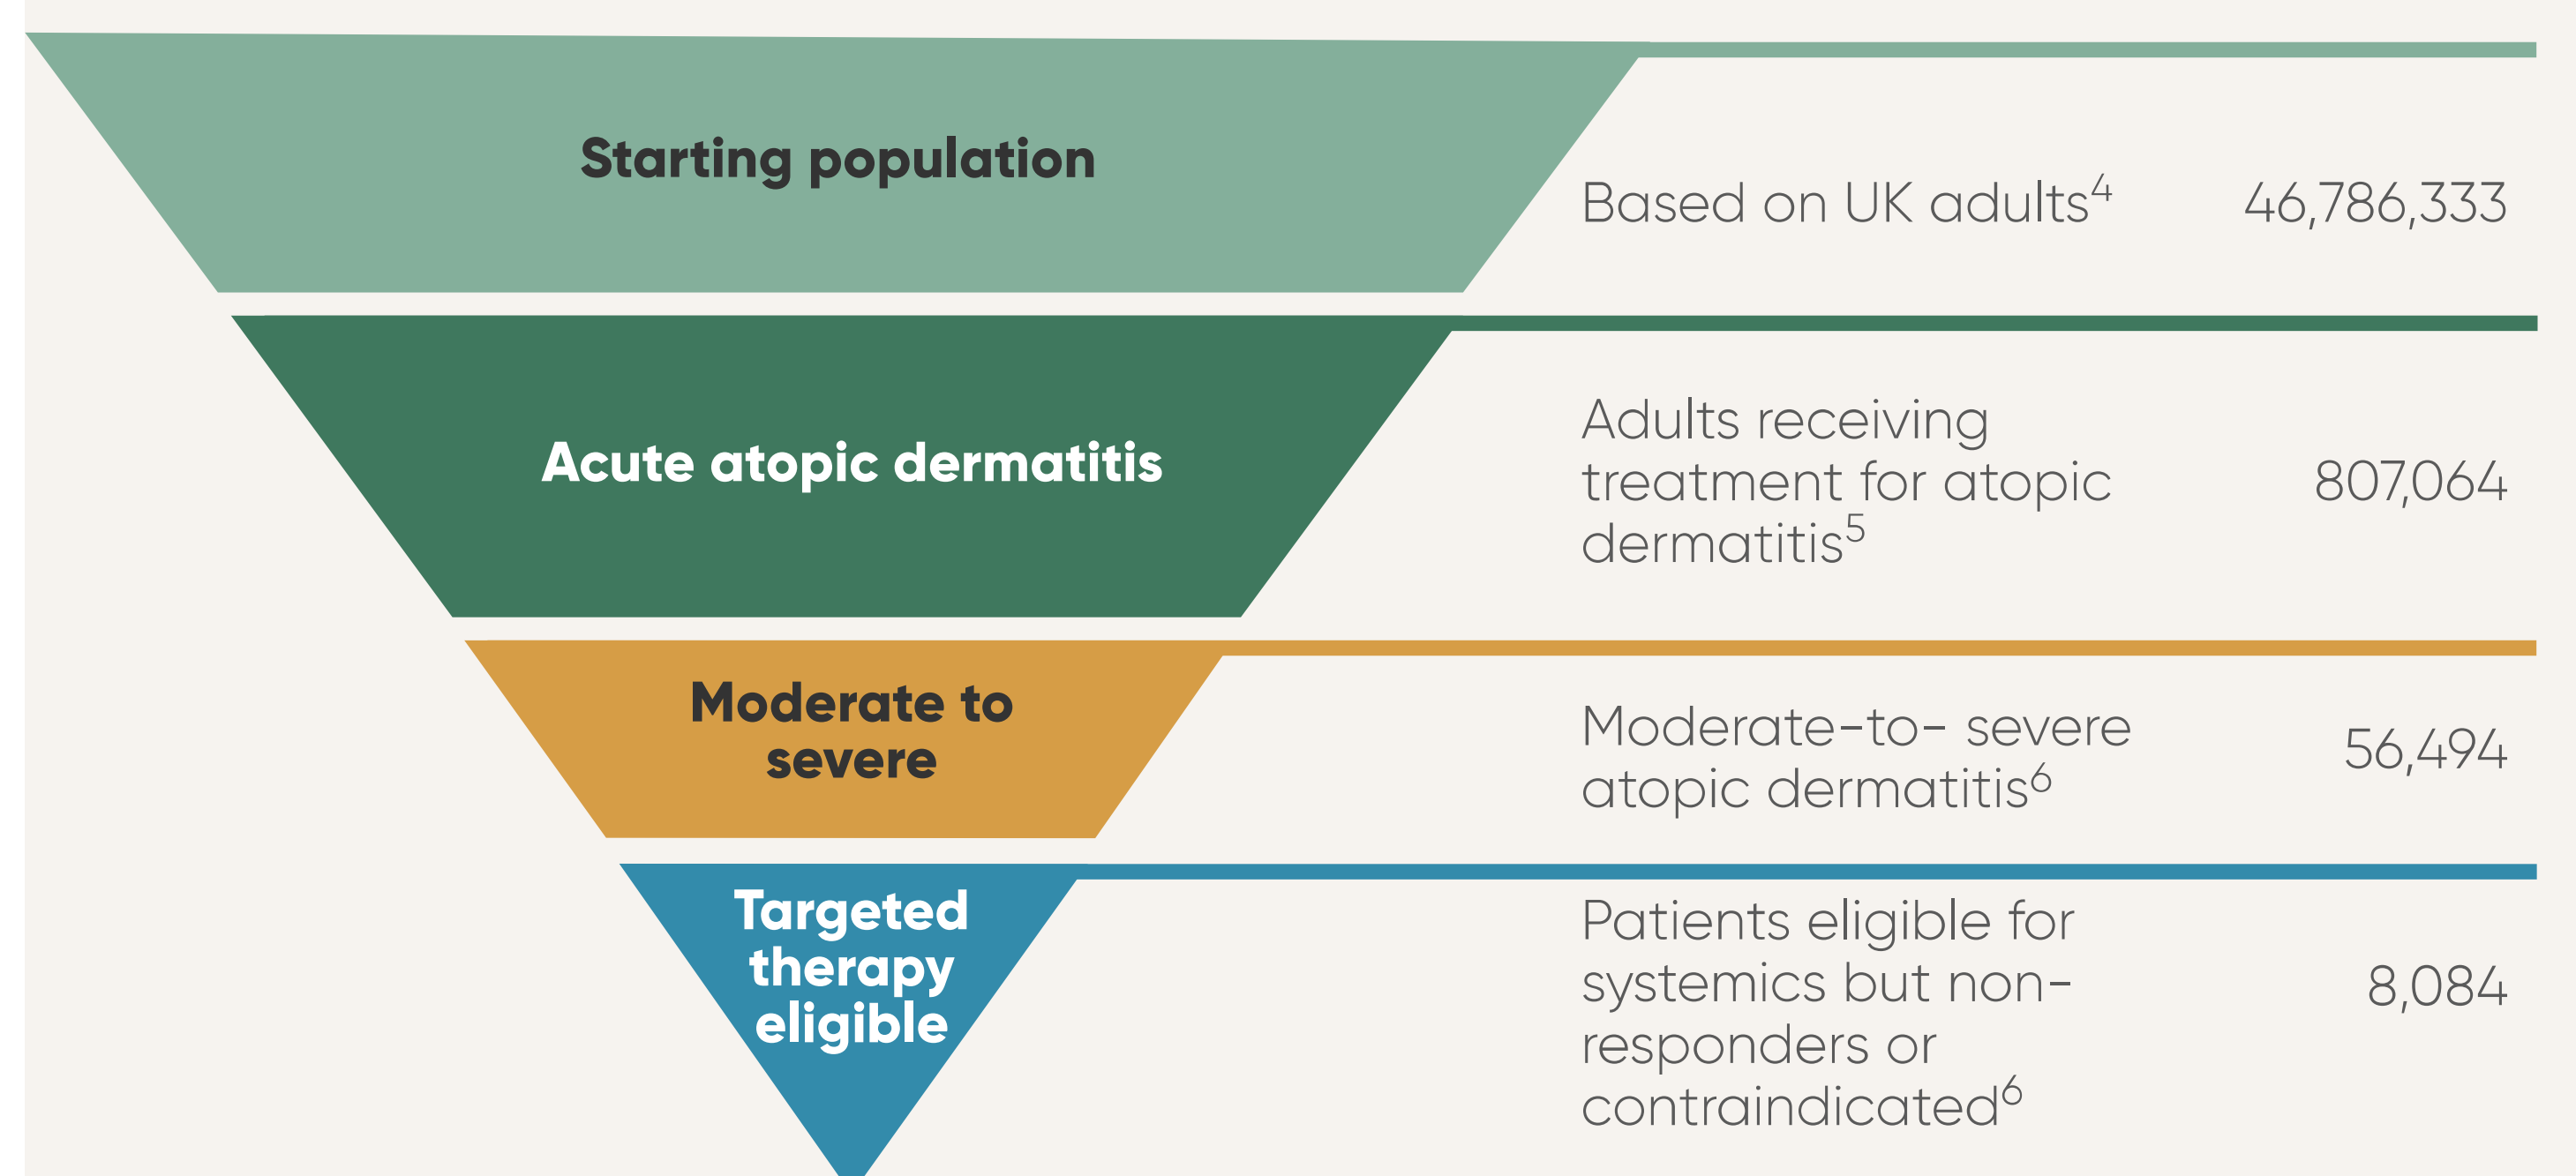 Starting population
Based on UK adults⁴ 46,786,333
Acute atopic dermatitis
Adults receiving
treatment for atopic
dermatitis⁵
807,064
Moderate to
severe
Moderate-to- severe
atopic dermatitis⁶
56,494
Targeted
therapy
eligible
Patients eligible for
systemics but non-
responders or
contraindicated⁶
8,084